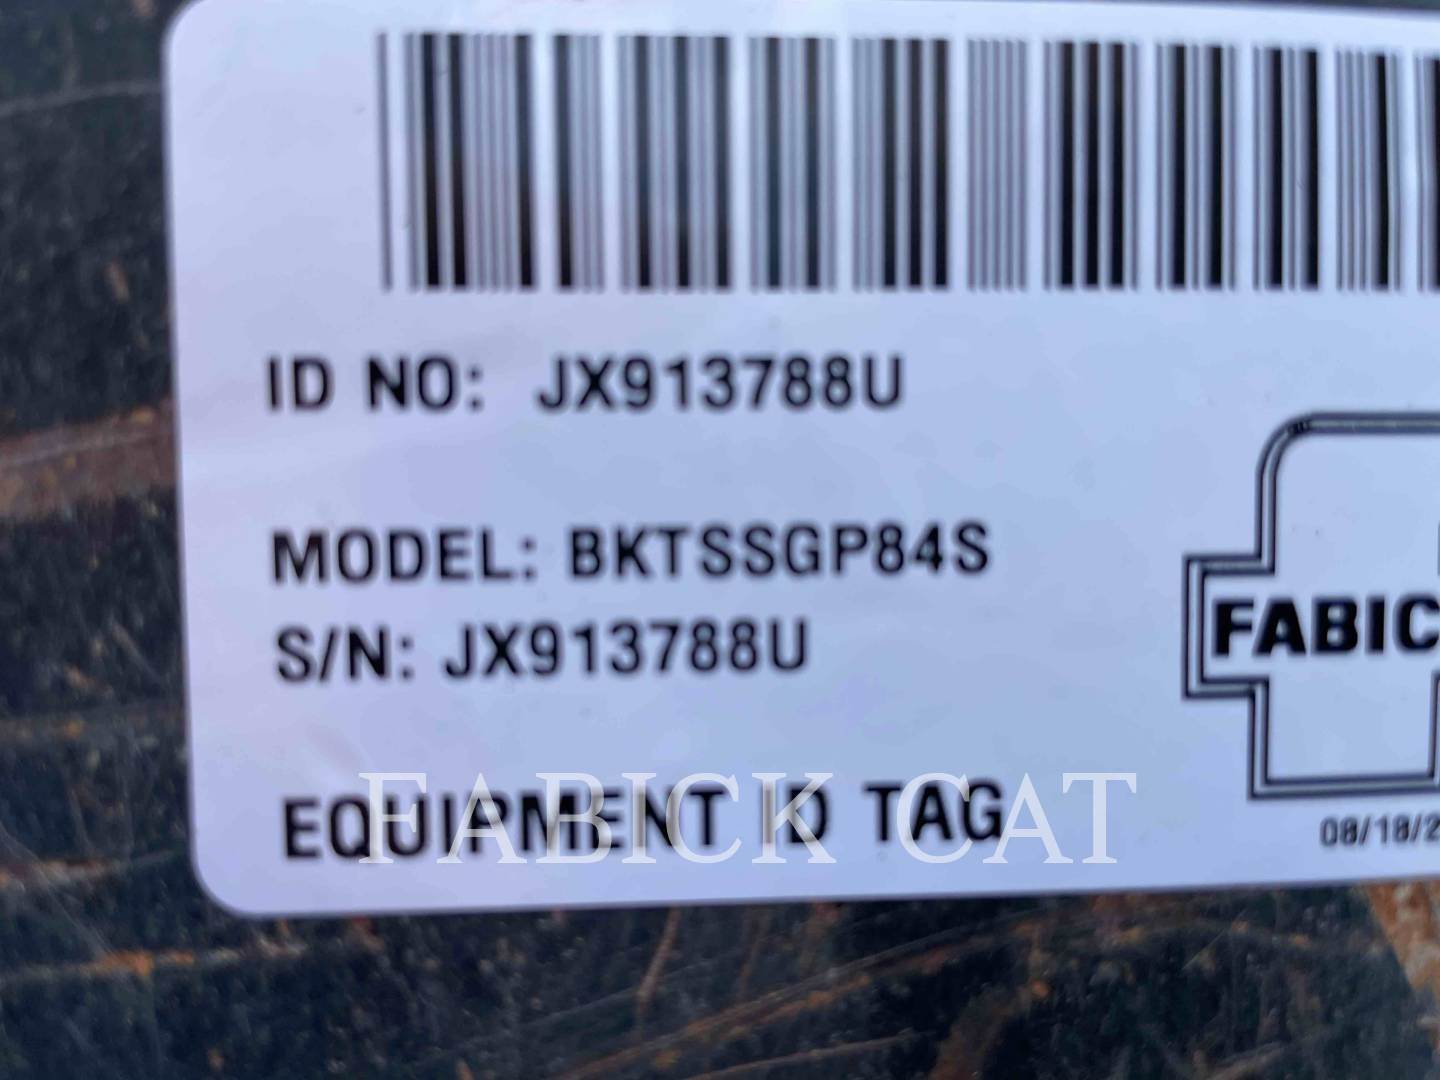 ID NO: JX913788U
MODEL: BKTSSGP84S
S/N: JX913788U
FABIC
EQUIPMENT ID TAG
08/18/2
FABICK CAT